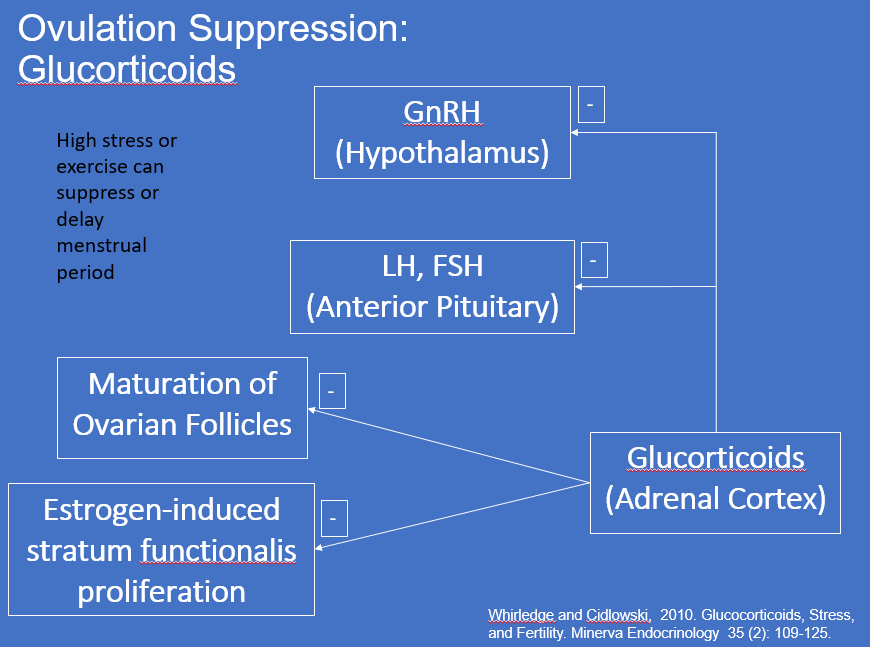 Ovulation Suppression:
Glucorticoids
GnRH
(Hypothalamus)
-
High stress or
exercise can
suppress or
delay
menstrual
period
LH, FSH
(Anterior Pituitary)
-
Maturation of
Ovarian Follicles
-
Glucorticoids
(Adrenal Cortex)
Estrogen-induced
stratum functionalis
proliferation
-
Whirledge and Cidlowski,  2010. Glucocorticoids, Stress,
and Fertility. Minerva Endocrinology  35 (2): 109-125.